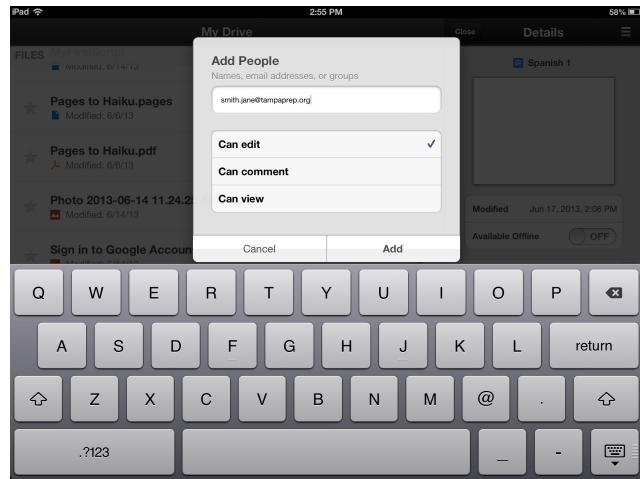 iPad
2:55 PM
58%
My Drive
Close
Details
FILES
MyFirstScript
Modified: 6/14/13
Pages to Haiku.pages
Modified: 6/6/13
Pages to Haiku.pdf
Modified: 6/6/13
Photo 2013-06-14 11.24.2
Modified: 6/14/13
Sign in to Google Accoun
Spanish 1
Modified Jun 17, 2013, 2:06 PM
Available Offline OFF
Add People
Names, email addresses, or groups
smith.jane@tampaprep.org
Can edit
Can comment
Can view
Cancel Add
Q W E R T Y U I O P
A S D F G H J K L return
Z X C V B N M @ .
.?123 _ -